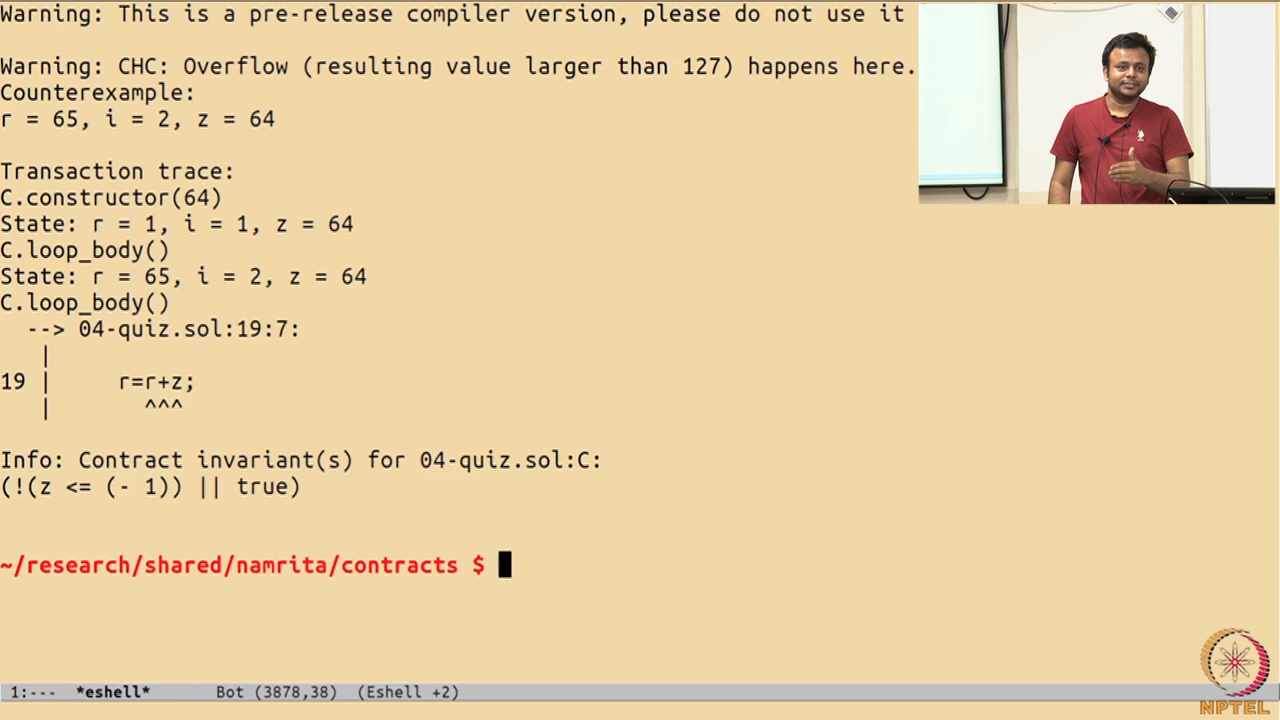 Warning: This is a pre-release compiler version, please do not use it
Warning: CHC: Overflow (resulting value larger than 127) happens here.
Counterexample:
r = 65, i = 2, z = 64
Transaction trace:
C.constructor(64)
State: r = 1, i = 1, z = 64
C.loop_body()
State: r = 65, i = 2, z = 64
C.loop_body()
--> 04-quiz.sol:19:7:
|
19 | r=r+z;
| ^^^
Info: Contract invariant(s) for 04-quiz.sol:C:
(!(z <= (- 1)) || true)
~/research/shared/namrita/contracts $
1:--- *eshell* Bot (3878,38) (Eshell +2)
NPTEL